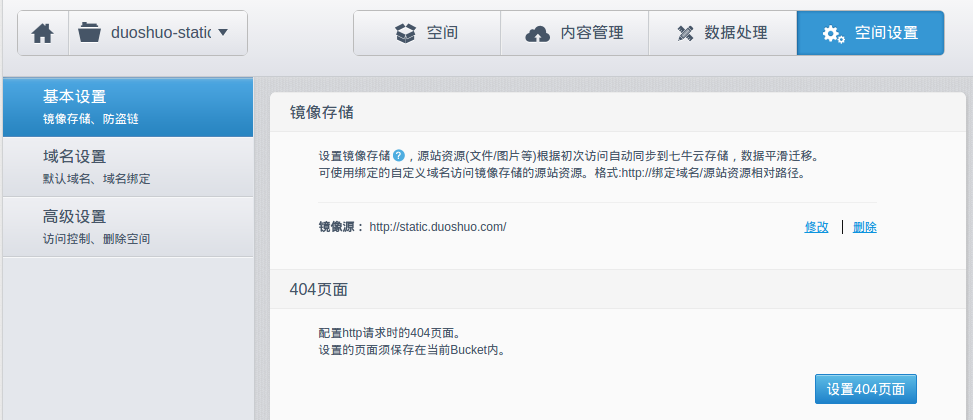 duoshuo-static
空间
内容管理
数据处理
空间设置
基本设置
镜像存储、防盗链
域名设置
默认域名、域名绑定
高级设置
访问控制、删除空间
镜像存储
设置镜像存储?，源站资源(文件/图片等)根据初次访问自动同步到七牛云存储，数据平滑迁移。
可使用绑定的自定义域名访问镜像存储的源站资源。格式:http://绑定域名/源站资源相对路径。
镜像源： http://static.duoshuo.com/
修改 | 删除
404页面
配置http请求时的404页面。
设置的页面须保存在当前Bucket内。
设置404页面